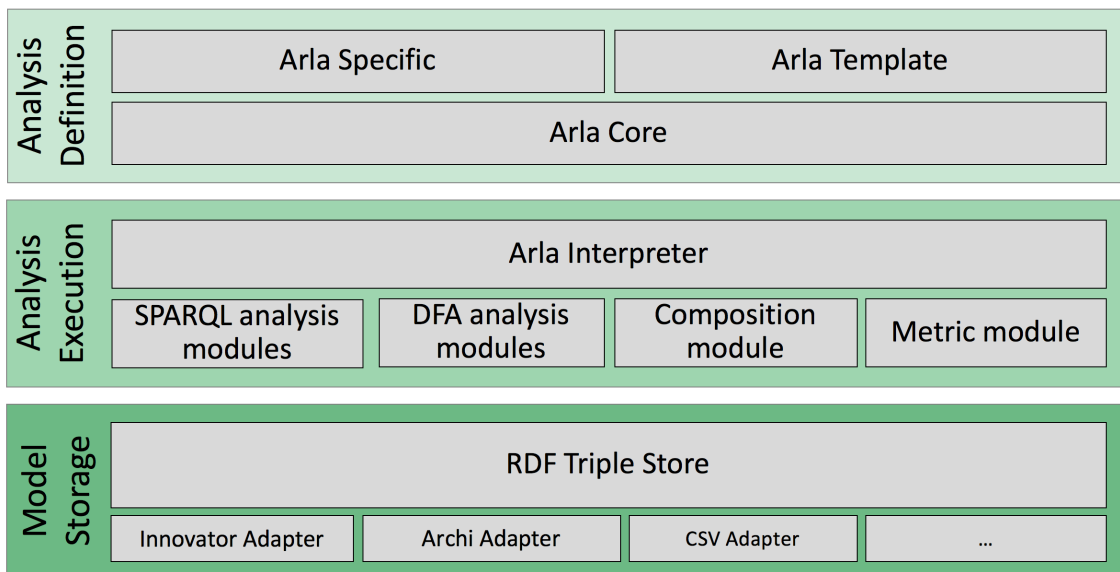 Analysis
Definition
Arla Specific
Arla Template
Arla Core
Analysis
Execution
Arla Interpreter
SPARQL analysis
modules
DFA analysis
modules
Composition
module
Metric module
Model
Storage
RDF Triple Store
Innovator Adapter
Archi Adapter
CSV Adapter
...